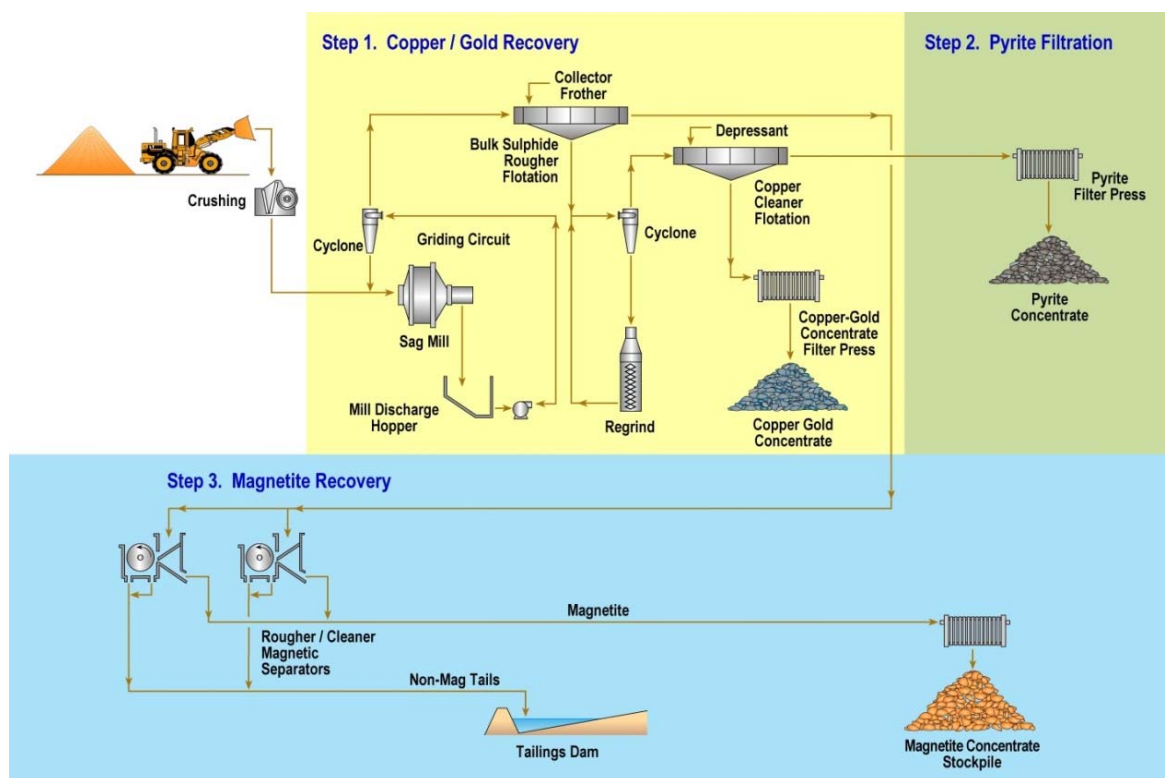 Step 1. Copper / Gold Recovery
Step 2. Pyrite Filtration
Collector
Frother
Depressant
Bulk Sulphide
Rougher
Flotation
Crushing
Copper
Cleaner
Flotation
Pyrite
Filter Press
Cyclone
Griding Circuit
Cyclone
Pyrite
Concentrate
Sag Mill
Copper-Gold
Concentrate
Filter Press
Mill Discharge
Hopper
Regrind
Copper Gold
Concentrate
Step 3. Magnetite Recovery
Magnetite
Rougher / Cleaner
Magnetic
Separators
Non-Mag Tails
Tailings Dam
Magnetite Concentrate
Stockpile